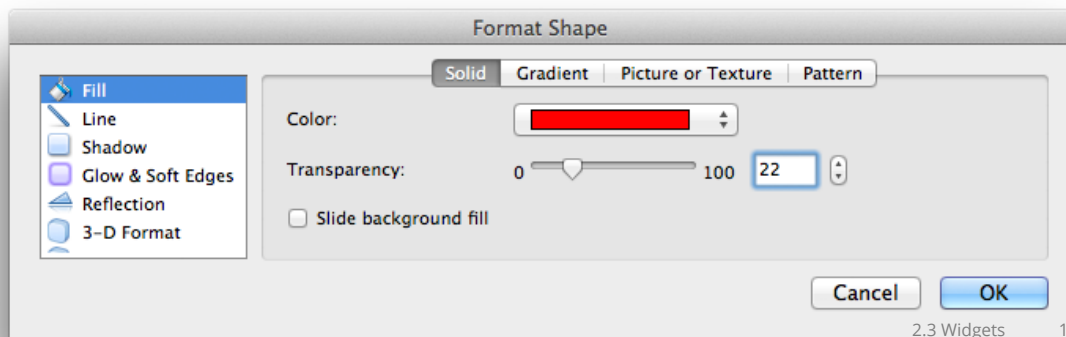 Format Shape
Solid Gradient Picture or Texture Pattern
Fill
Line
Shadow
Glow & Soft Edges
Reflection
3-D Format
Color:
Transparency: 0 100 22
Slide background fill
Cancel OK
2.3 Widgets 1